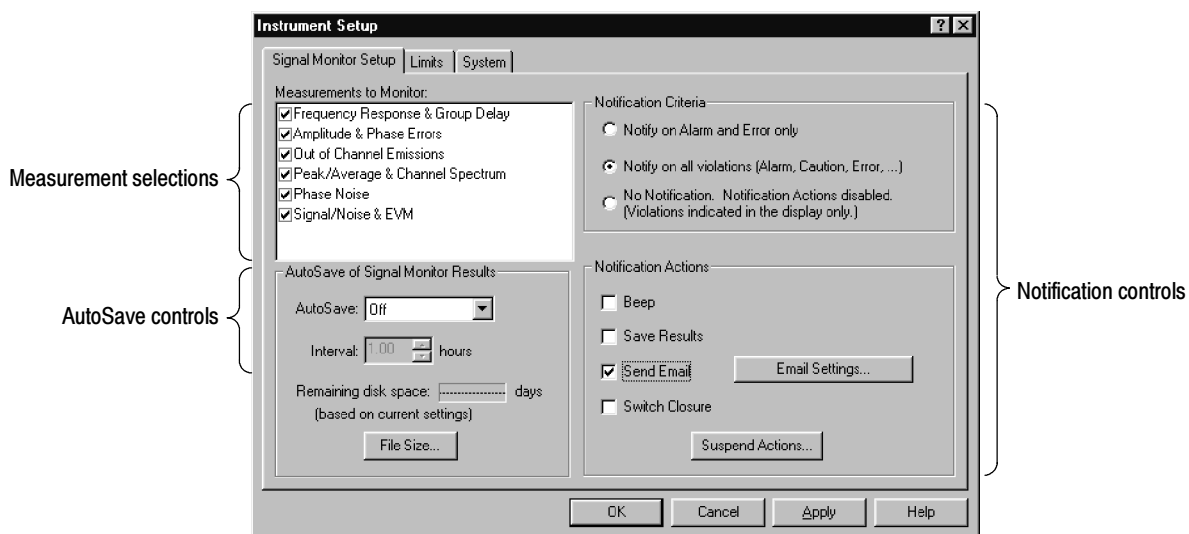 Instrument Setup
Signal Monitor Setup
Limits
System
Measurements to Monitor:
Frequency Response & Group Delay
Amplitude & Phase Errors
Out of Channel Emissions
Peak/Average & Channel Spectrum
Phase Noise
Signal/Noise & EVM
Measurement selections
AutoSave of Signal Monitor Results
AutoSave: Off
Interval: 1.00 hours
Remaining disk space: days
(based on current settings)
File Size...
AutoSave controls
Notification Criteria
Notify on Alarm and Error only
Notify on all violations (Alarm, Caution, Error, ...)
No Notification. Notification Actions disabled.
(Violations indicated in the display only.)
Notification Actions
Beep
Save Results
Send Email
Email Settings...
Switch Closure
Suspend Actions...
Notification controls
OK
Cancel
Apply
Help